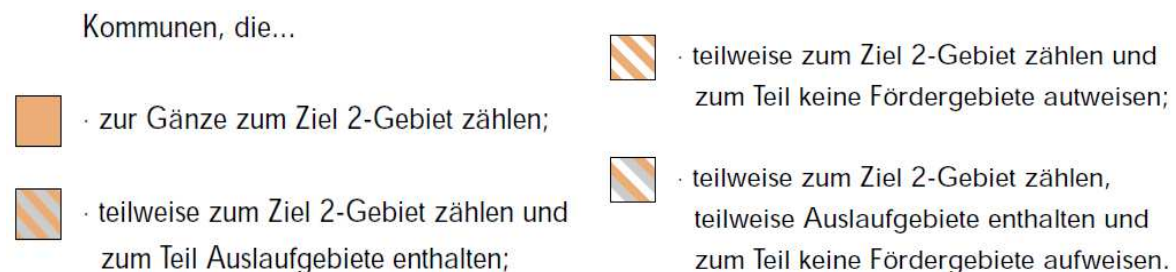 Kommunen, die...
· zur Gänze zum Ziel 2-Gebiet zählen;
· teilweise zum Ziel 2-Gebiet zählen und
zum Teil Auslaufgebiete enthalten;
· teilweise zum Ziel 2-Gebiet zählen und
zum Teil keine Fördergebiete autweisen;
· teilweise zum Ziel 2-Gebiet zählen,
teilweise Auslaufgebiete enthalten und
zum Teil keine Fördergebiete aufweisen.